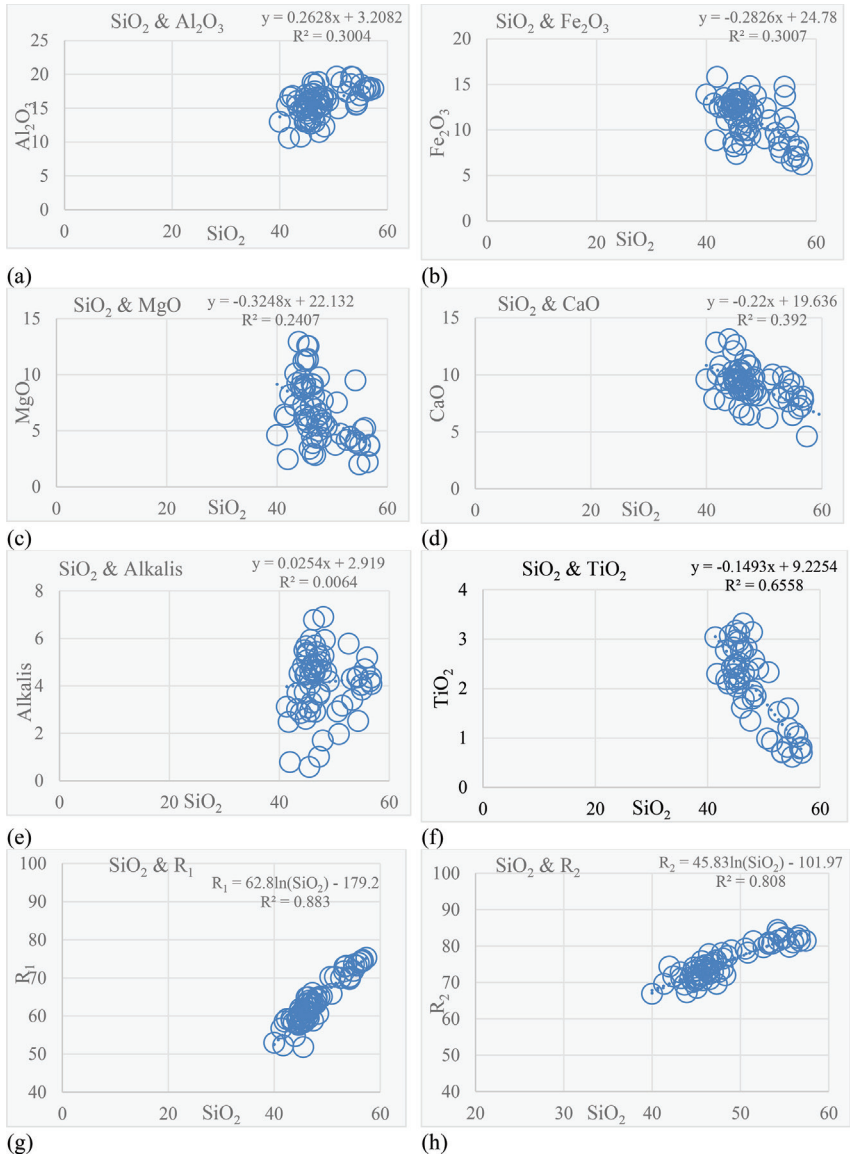 SiO₂ & Al₂O₃
y = 0.2628x + 3.2082
R² = 0.3004
25
20
15
10
5
0
Al₂O₃
0
20
40
60
SiO₂
(a)
SiO₂ & Fe₂O₃
y = -0.2826x + 24.78
R² = 0.3007
20
15
10
5
0
Fe₂O₃
0
20
40
60
SiO₂
(b)
SiO₂ & MgO
y = -0.3248x + 22.132
R² = 0.2407
15
10
5
0
MgO
0
20
40
60
SiO₂
(c)
SiO₂ & CaO
y = -0.22x + 19.636
R² = 0.392
15
10
5
0
CaO
0
20
40
60
SiO₂
(d)
SiO₂ & Alkalis
y = 0.0254x + 2.919
R² = 0.0064
8
6
4
2
0
Alkalis
0
20
40
60
SiO₂
(e)
SiO₂ & TiO₂
y = -0.1493x + 9.2254
R² = 0.6558
4
3
2
1
0
TiO₂
0
20
40
60
SiO₂
(f)
SiO₂ & R₁
R₁ = 62.8ln(SiO₂) - 179.2
R² = 0.883
100
90
80
70
60
50
40
R₁
0
20
40
60
SiO₂
(g)
SiO₂ & R₂
R₂ = 45.83ln(SiO₂) - 101.97
R² = 0.808
100
90
80
70
60
50
40
R₂
20
30
40
50
60
SiO₂
(h)